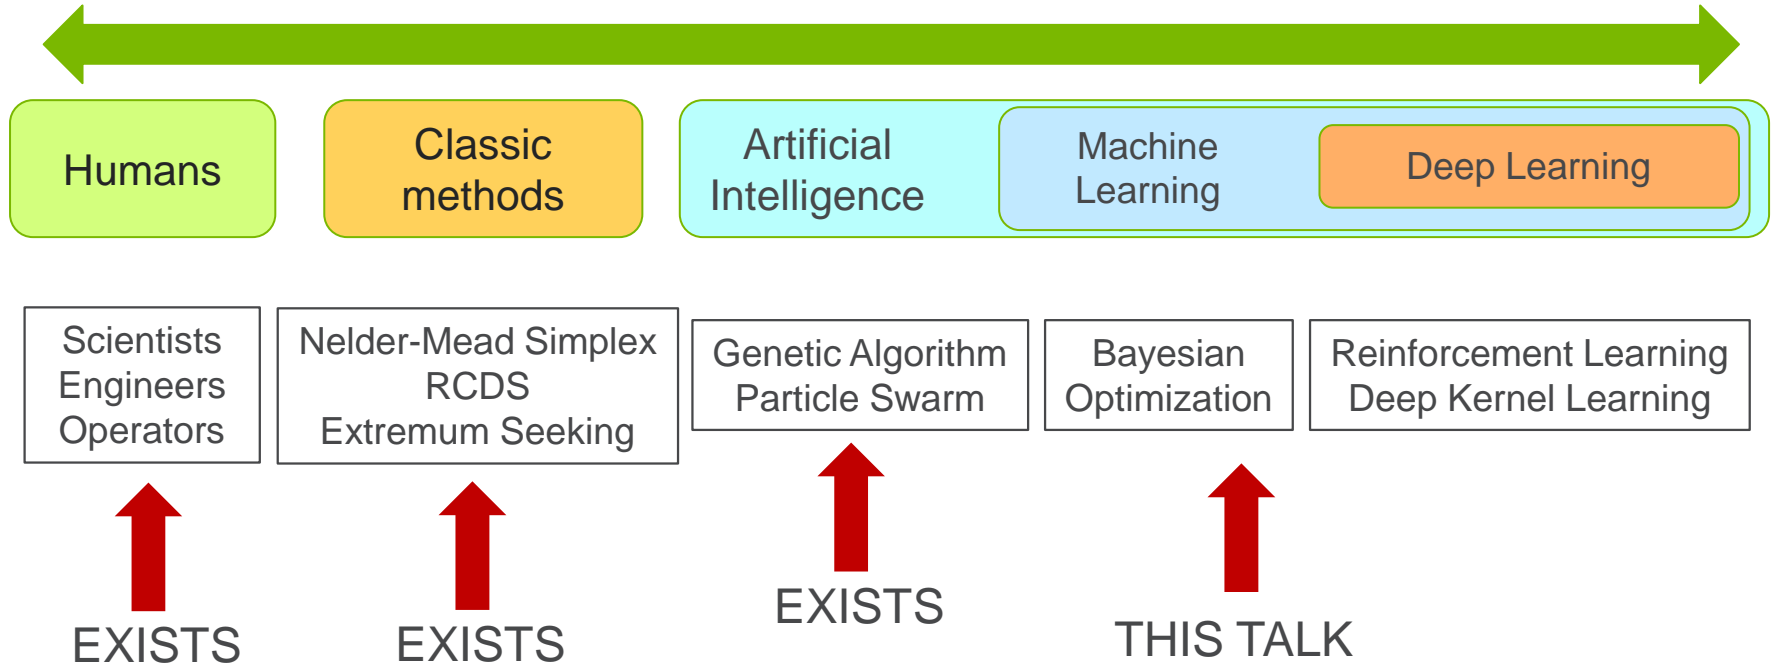 Humans
Classic
methods
Artificial
Intelligence
Machine
Learning
Deep Learning
Scientists
Engineers
Operators
Nelder-Mead Simplex
RCDS
Extremum Seeking
Genetic Algorithm
Particle Swarm
Bayesian
Optimization
Reinforcement Learning
Deep Kernel Learning
EXISTS
EXISTS
EXISTS
THIS TALK